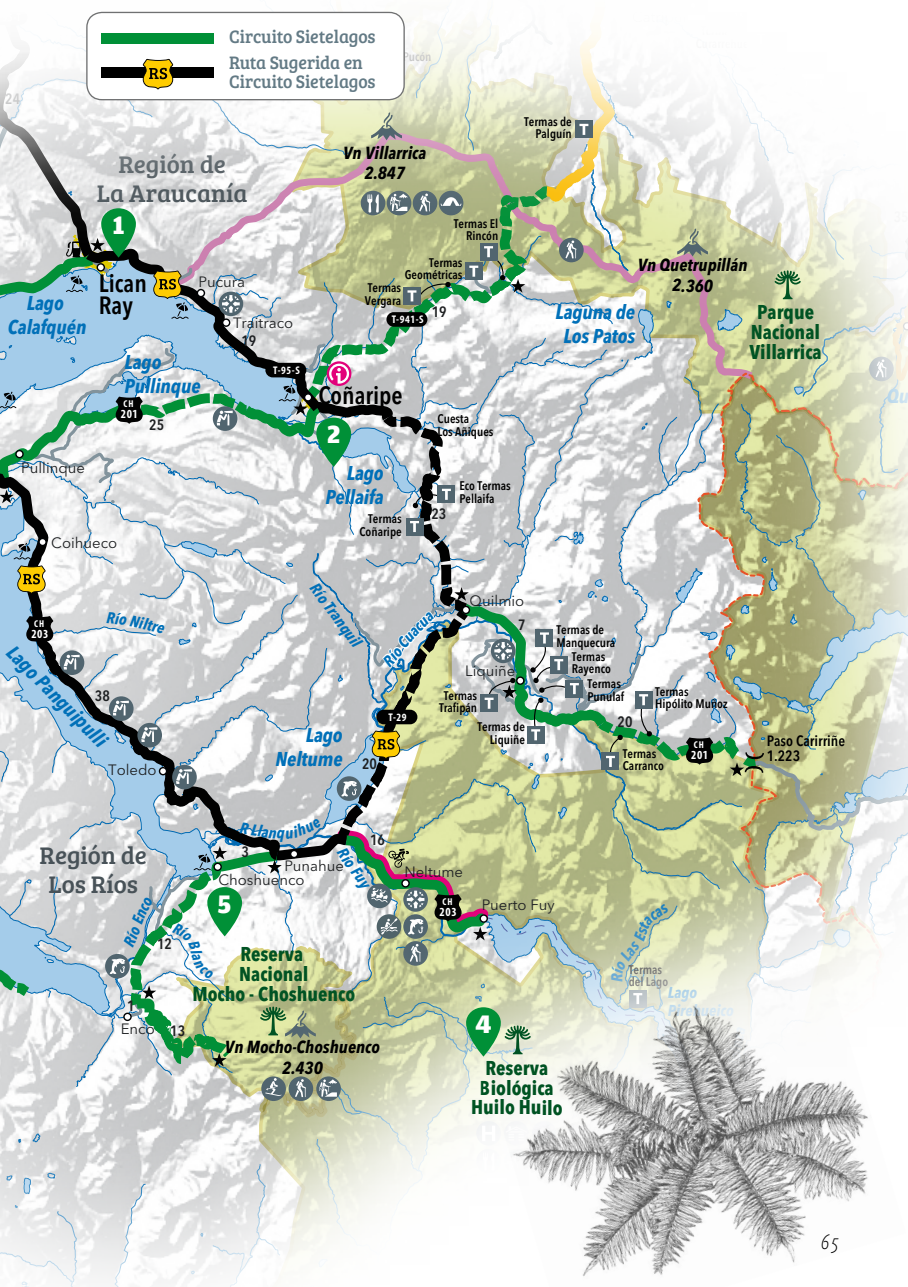 Circuito Sietelagos
RS
Ruta Sugerida en
Circuito Sietelagos
Pucón
24
Termas de
Palguín
T
Vn Villarrica
2.847
Región de
La Araucanía
1
Termas El
Rincón
T
Termas
Geométricas
T
Termas
Vergara
T
Vn Quetrupillán
2.360
Lican
Ray
RS
Pucura
Traitraco
19
Lago
Calafquén
T-941-S
19
Laguna de
Los Patos
Parque
Nacional
Villarrica
Lago
Pullinque
T-95-S
i
Coñaripe
CH
201
25
2
Cuesta
Los Añiques
Pullinque
Lago
Pellaifa
Eco Termas
Pellaifa
T
23
Termas
Coñaripe
T
Coihueco
RS
CH
203
Río Niltre
Río Tranquil
Río Cuacua
Quilmio
7
Termas de
Manquecura
T
Termas
Rayenco
T
Liquiñe
Termas
Punulaf
T
Termas
Trafipán
T
Termas
Hipólito Muñoz
T
Termas de
Liquiñe
T
20
Termas
Carranco
T
CH
201
Paso Carirriñe
1.223
Lago Panguipulli
38
T-29
RS
20
Lago
Neltume
Toledo
R Llanquihue
16
Río Fuy
Neltume
CH
203
Puerto Fuy
Región de
Los Ríos
3
Choshuenco
Punahue
5
Río Enco
Río Blanco
12
Río Las Estacas
Termas
del Lago
T
Lago
Pirehueico
Reserva
Nacional
Mocho - Choshuenco
Enco
13
Vn Mocho-Choshuenco
2.430
4
Reserva
Biológica
Huilo Huilo
65